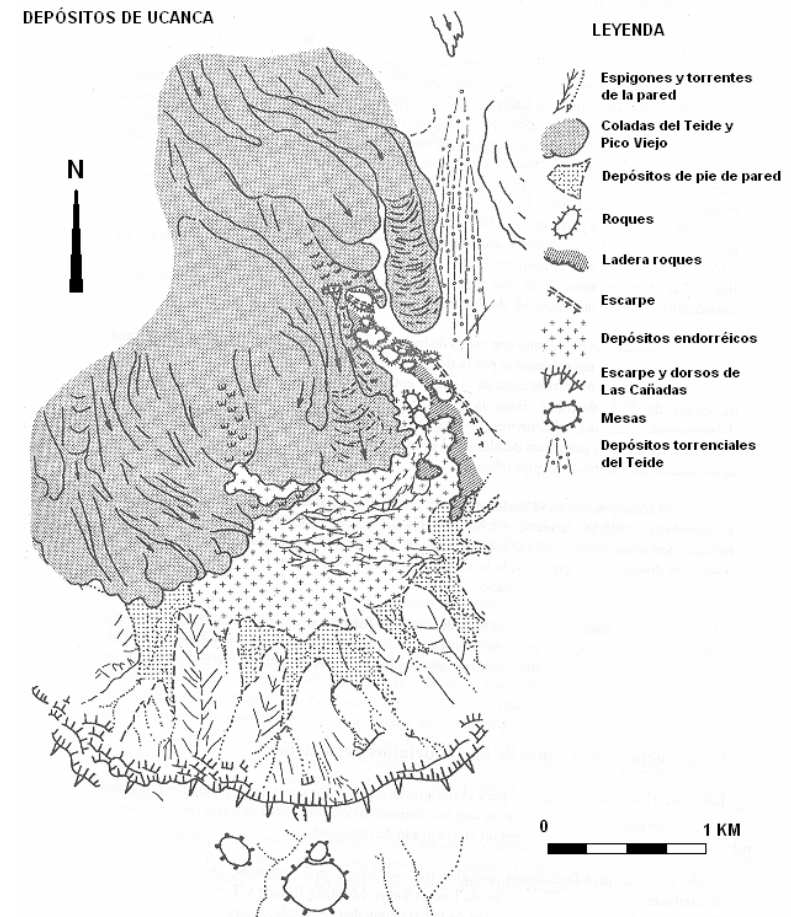 DEPÓSITOS DE UCANCA
LEYENDA
N
Espigones y torrentes
de la pared
Coladas del Teide y
Pico Viejo
Depósitos de pie de pared
Roques
Ladera roques
Escarpe
Depósitos endorréicos
Escarpe y dorsos de
Las Cañadas
Mesas
Depósitos torrenciales
del Teide
0
1 KM